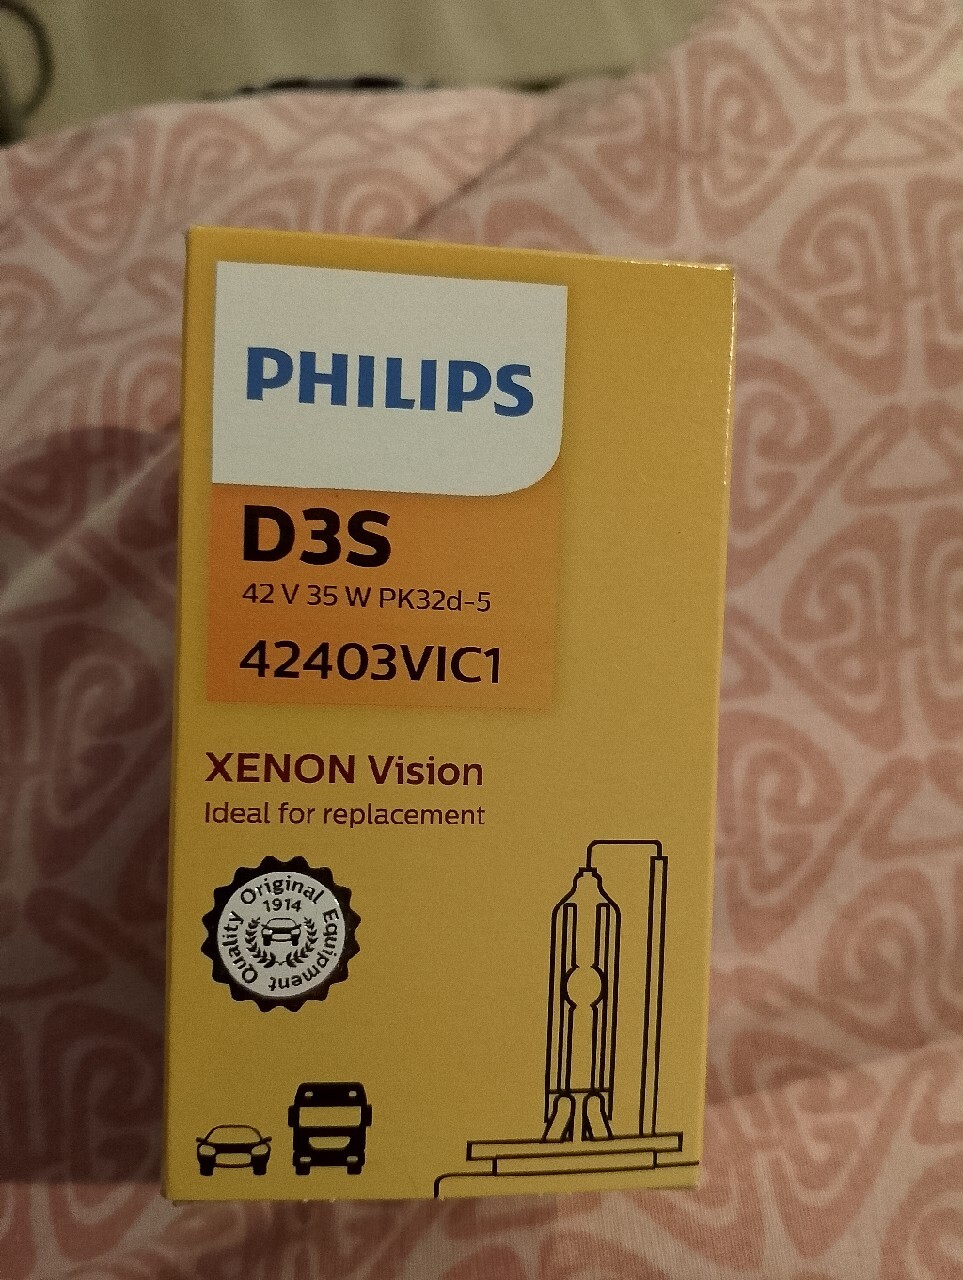 PHILIPS
D3S
42 V 35 W PK32d-5
42403VIC1
XENON Vision
Ideal for replacement
Original Equipment Quality
1914